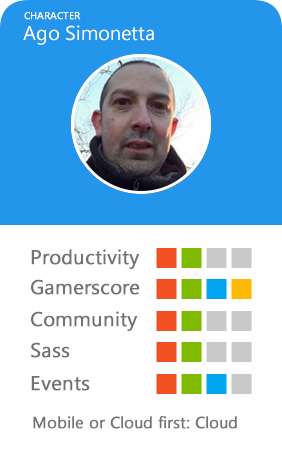 CHARACTER
Ago Simonetta
Productivity
Gamerscore
Community
Sass
Events
Mobile or Cloud first: Cloud